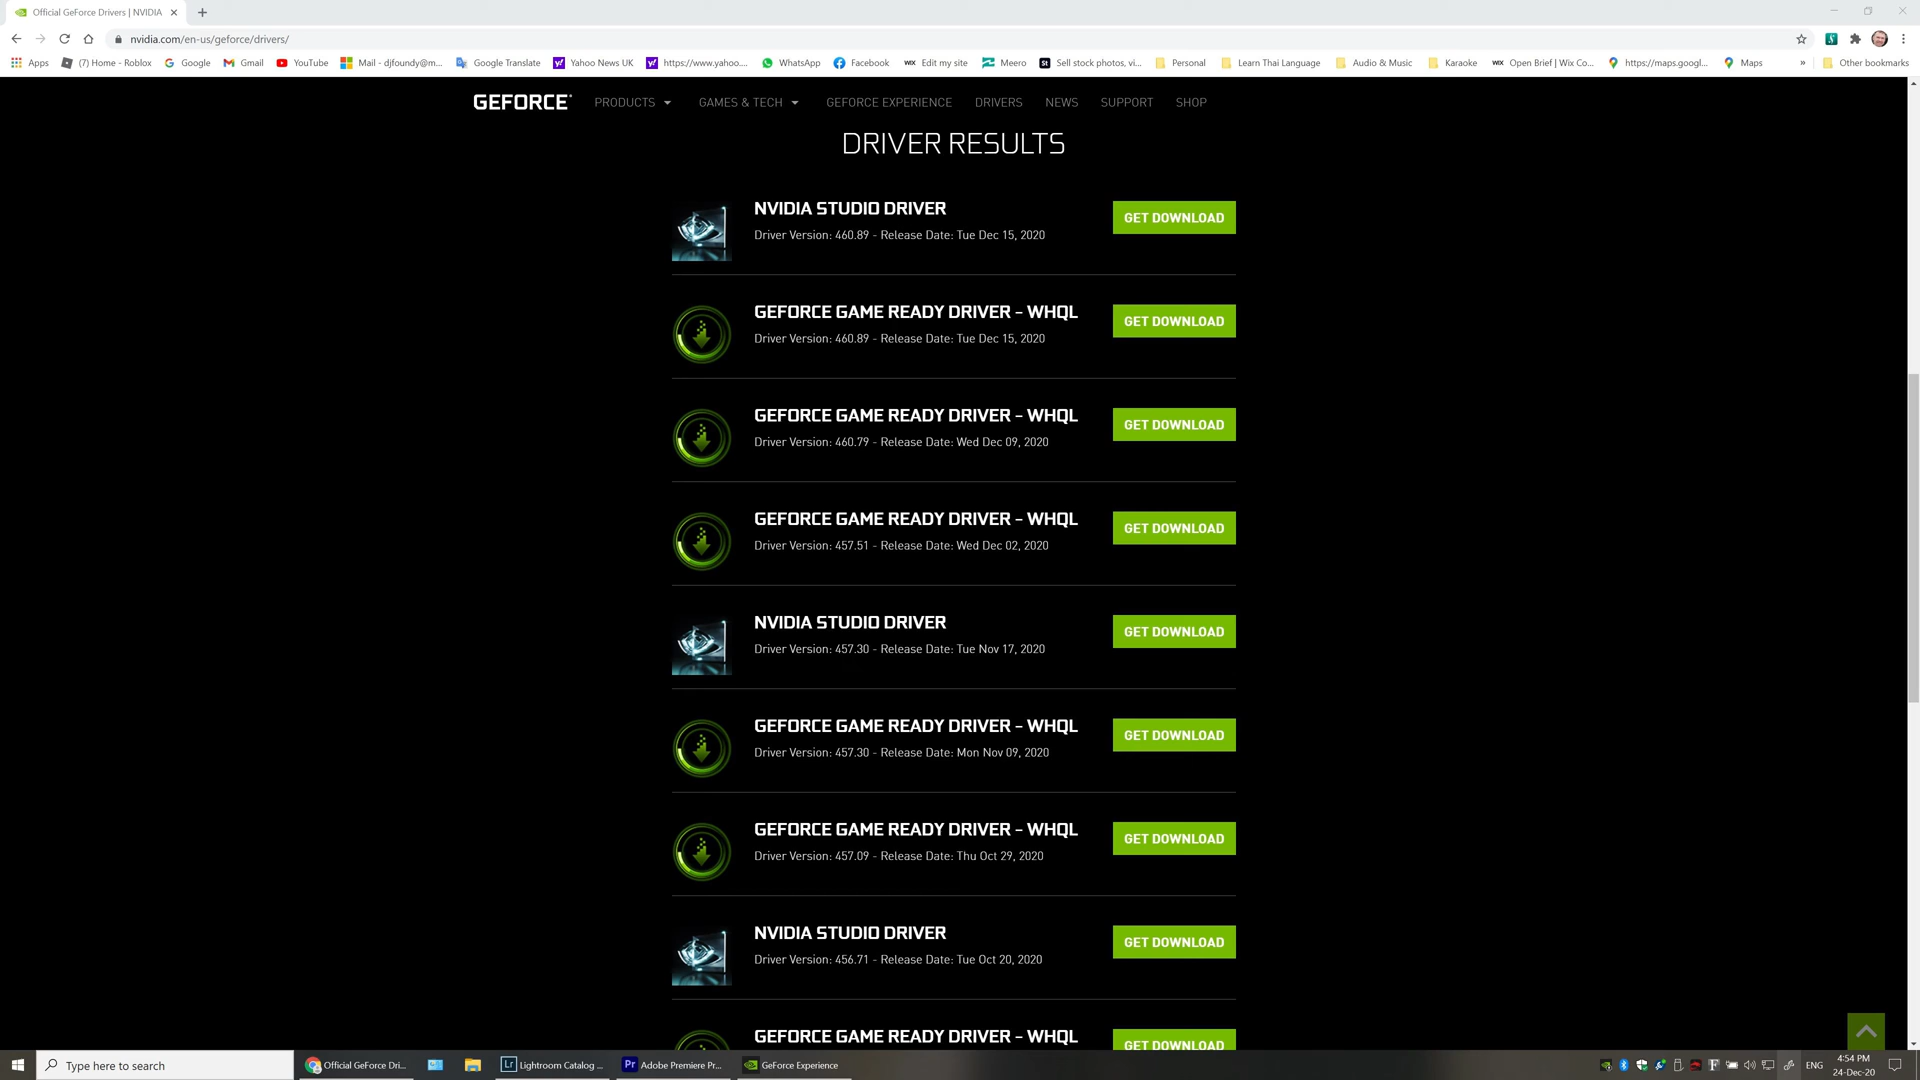 Official GeForce Drivers | NVIDIA
nvidia.com/en-us/geforce/drivers/
Apps
(7) Home - Roblox
Google
Gmail
YouTube
Mail - djfoundy@m...
Google Translate
Yahoo News UK
https://www.yahoo....
WhatsApp
Facebook
WIX Edit my site
Meero
St Sell stock photos, vi...
Personal
Learn Thai Language
Audio & Music
Karaoke
WIX Open Brief | Wix Co...
https://maps.googl...
Maps
»
Other bookmarks
GEFORCE PRODUCTS GAMES & TECH GEFORCE EXPERIENCE DRIVERS NEWS SUPPORT SHOP
DRIVER RESULTS
NVIDIA STUDIO DRIVER
Driver Version: 460.89 - Release Date: Tue Dec 15, 2020
GET DOWNLOAD
GEFORCE GAME READY DRIVER - WHQL
Driver Version: 460.89 - Release Date: Tue Dec 15, 2020
GET DOWNLOAD
GEFORCE GAME READY DRIVER - WHQL
Driver Version: 460.79 - Release Date: Wed Dec 09, 2020
GET DOWNLOAD
GEFORCE GAME READY DRIVER - WHQL
Driver Version: 457.51 - Release Date: Wed Dec 02, 2020
GET DOWNLOAD
NVIDIA STUDIO DRIVER
Driver Version: 457.30 - Release Date: Tue Nov 17, 2020
GET DOWNLOAD
GEFORCE GAME READY DRIVER - WHQL
Driver Version: 457.30 - Release Date: Mon Nov 09, 2020
GET DOWNLOAD
GEFORCE GAME READY DRIVER - WHQL
Driver Version: 457.09 - Release Date: Thu Oct 29, 2020
GET DOWNLOAD
NVIDIA STUDIO DRIVER
Driver Version: 456.71 - Release Date: Tue Oct 20, 2020
GET DOWNLOAD
GEFORCE GAME READY DRIVER - WHQL
GET DOWNLOAD
Type here to search
Official GeForce Dri...
Lr Lightroom Catalog ...
Pr Adobe Premiere Pr...
GeForce Experience
ENG
4:54 PM
24-Dec-20